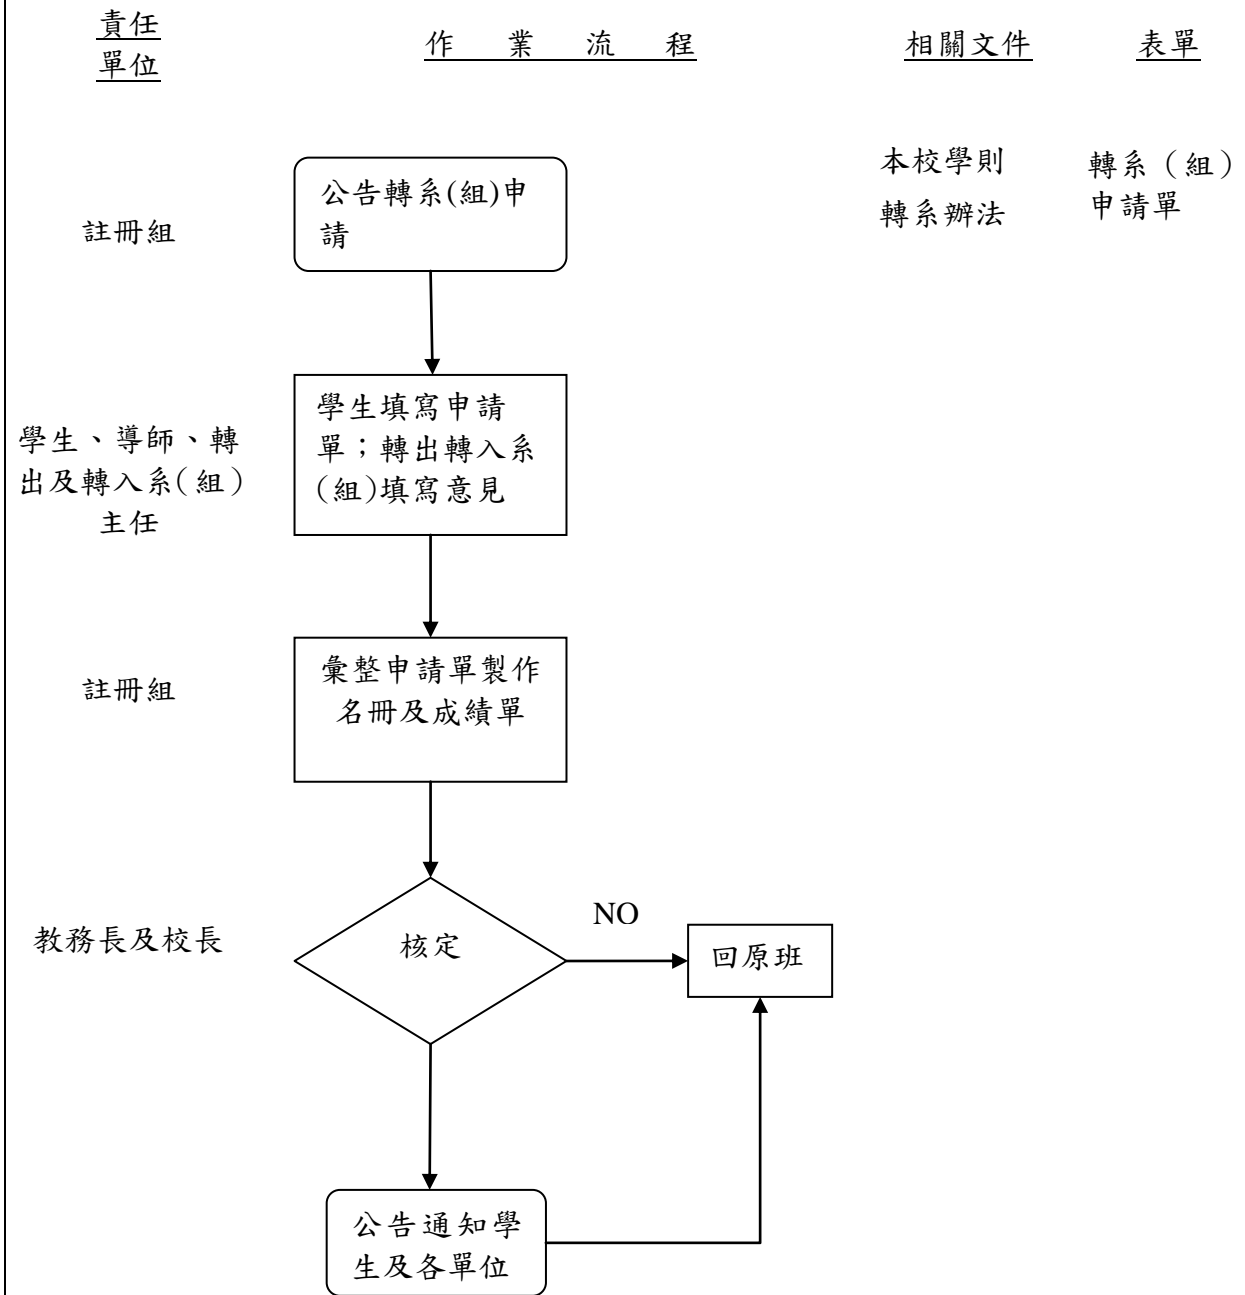 責任
單位
作業流程
相關文件
表單
本校學則
轉系辦法
轉系（組）
申請單
註冊組
公告轉系(組)申
請
學生、導師、轉
出及轉入系(組)
主任
學生填寫申請
單；轉出轉入系
(組)填寫意見
註冊組
彙整申請單製作
名冊及成績單
教務長及校長
核定
NO
回原班
公告通知學
生及各單位